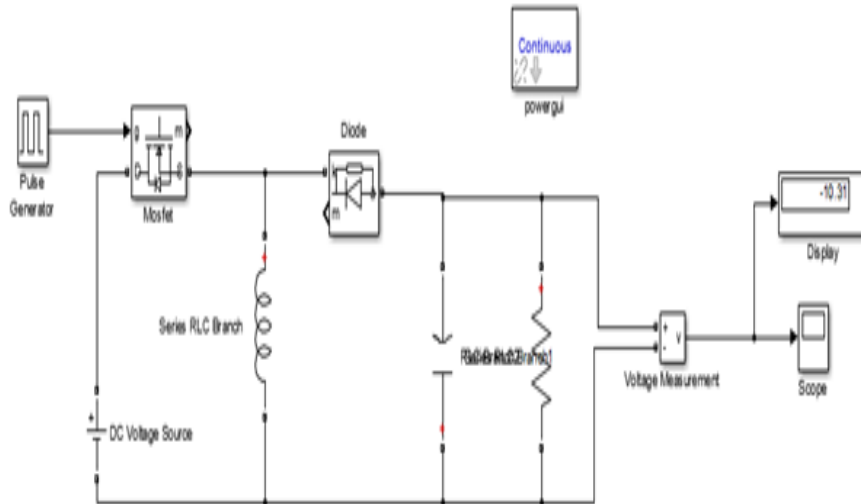 Continuous
powergui
Pulse
Generator
g
m
D
S
Mosfet
Diode
m
Series RLC Branch
DC Voltage Source
+
+
-
v
Voltage Measurement
-10.31
Display
Scope